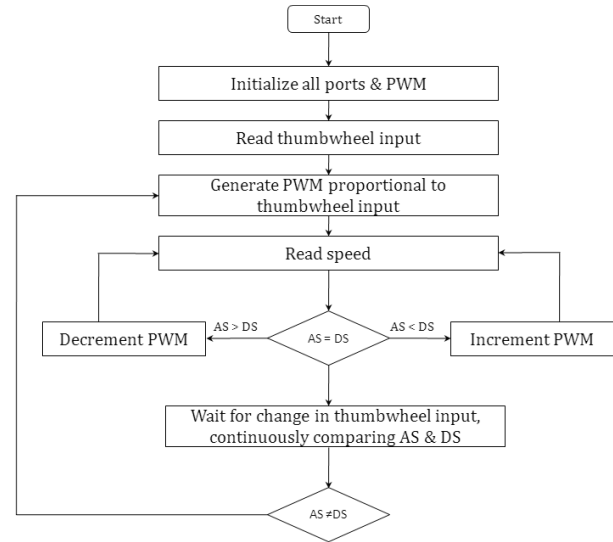 Start
Initialize all ports & PWM
Read thumbwheel input
Generate PWM proportional to
thumbwheel input
Read speed
AS > DS
AS < DS
Decrement PWM
AS = DS
Increment PWM
Wait for change in thumbwheel input,
continuously comparing AS & DS
AS ≠DS